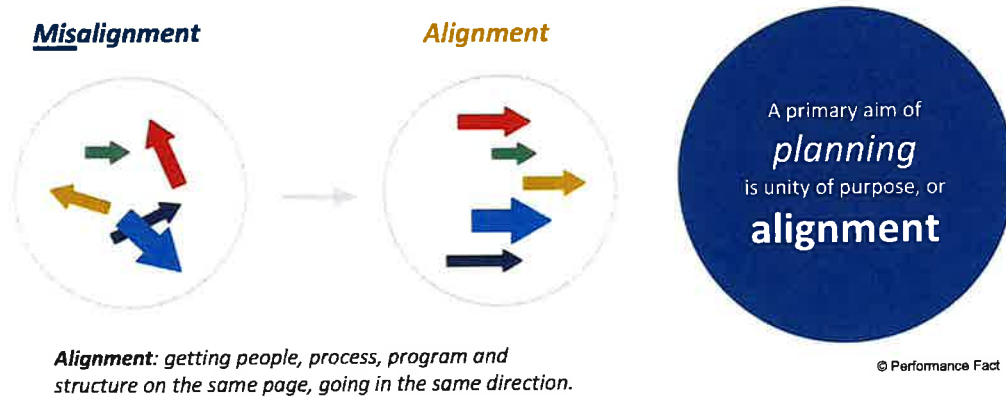 Misalignment
Alignment
A primary aim of
planning
is unity of purpose, or
alignment
Alignment: getting people, process, program and
structure on the same page, going in the same direction.
© Performance Fact